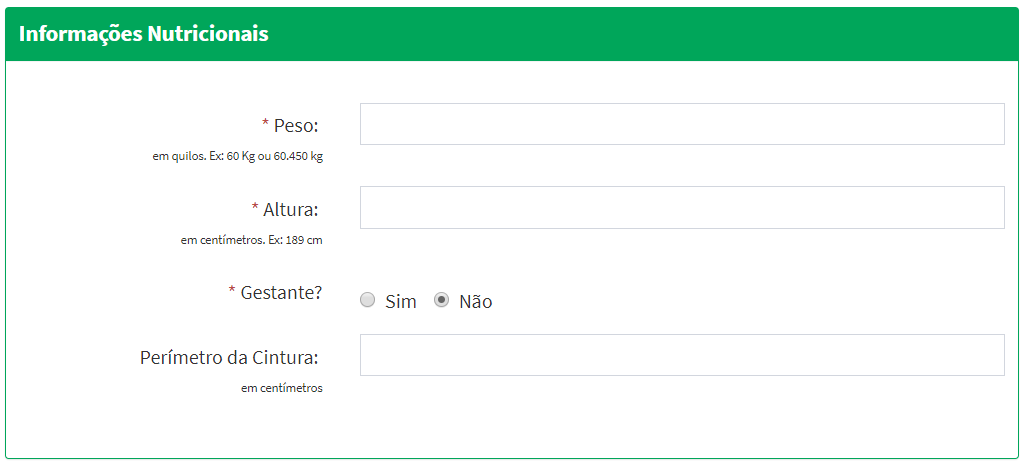 Informações Nutricionais
* Peso:
em quilos. Ex: 60 Kg ou 60.450 kg
* Altura:
em centímetros. Ex: 189 cm
* Gestante?
Sim Não
Perímetro da Cintura:
em centímetros